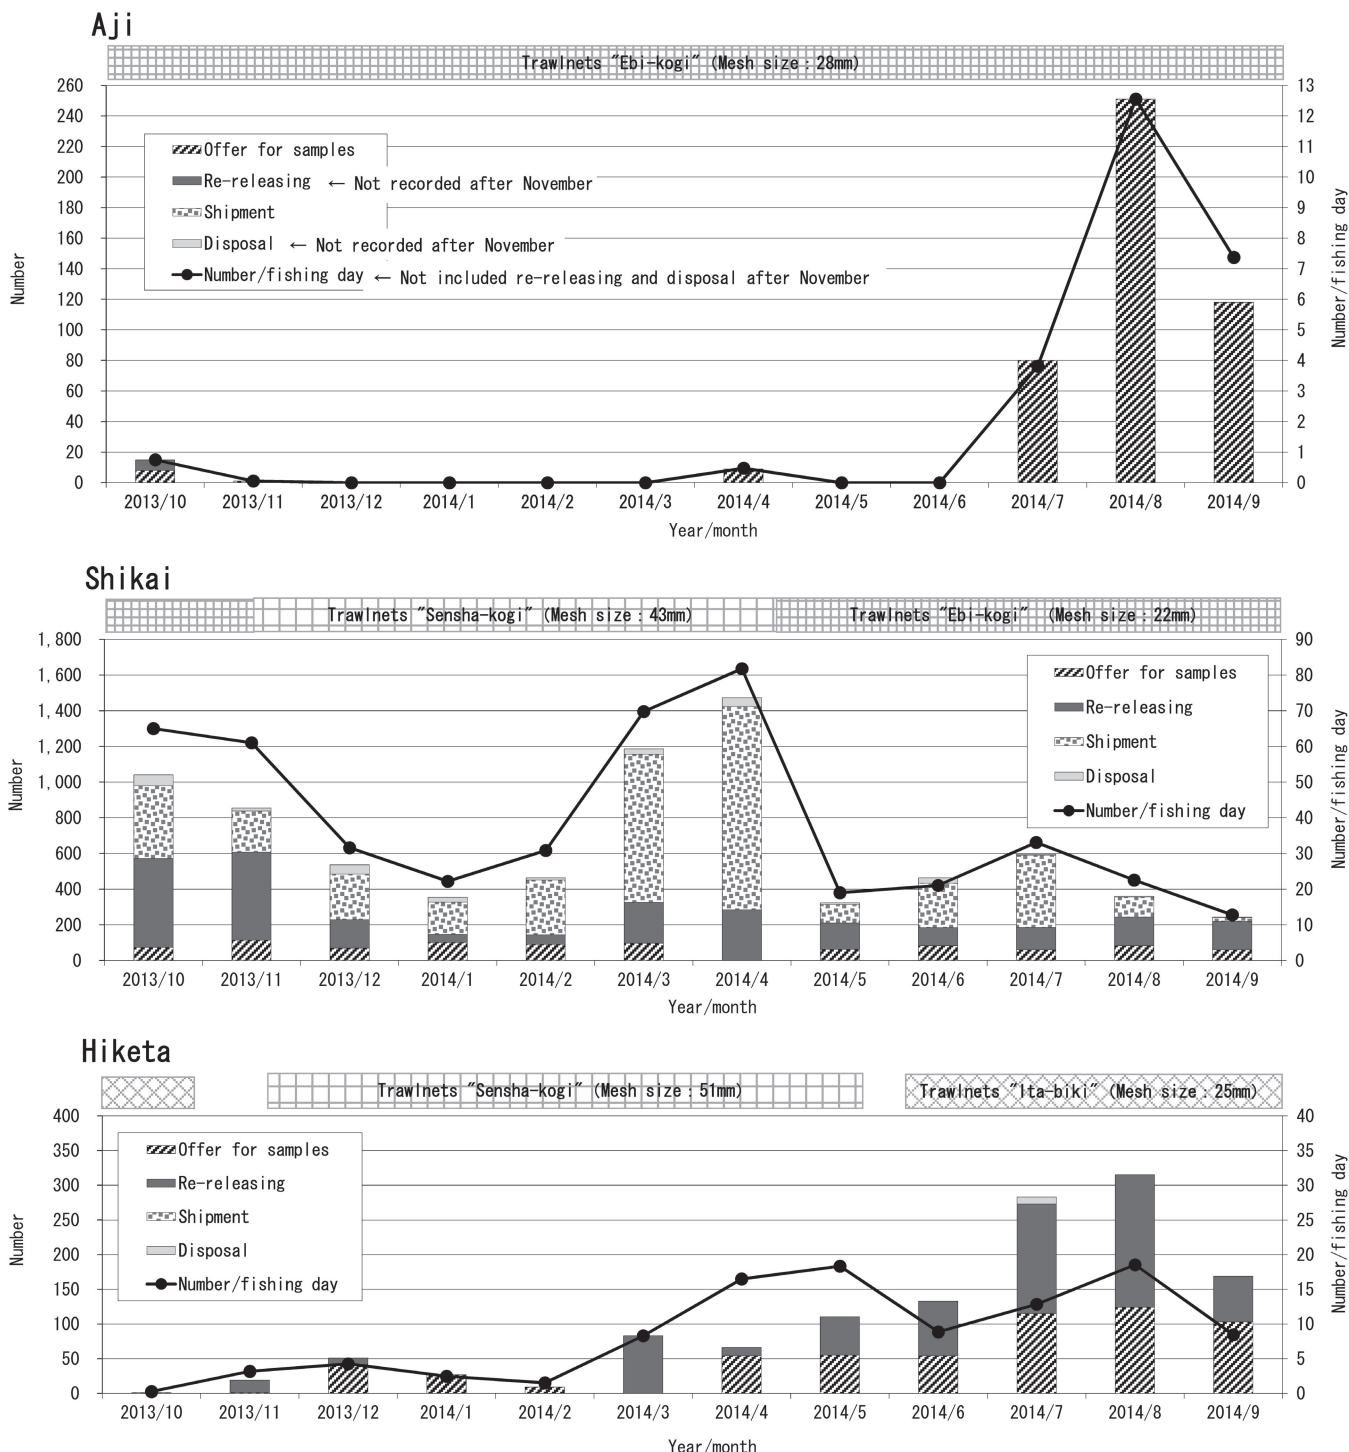 Aji
Trawlnets "Ebi-kogi" (Mesh size : 28mm)
260 13
240 12
220 11
200 10
180 9
160 8
140 7
120 6
100 5
80 4
60 3
40 2
20 1
0 0
Number
Number/fishing day
Offer for samples
Re-releasing ← Not recorded after November
Shipment
Disposal ← Not recorded after November
Number/fishing day ← Not included re-releasing and disposal after November
2013/10 2013/11 2013/12 2014/1 2014/2 2014/3 2014/4 2014/5 2014/6 2014/7 2014/8 2014/9
Year/month
Shikai
Trawlnets "Sensha-kogi" (Mesh size : 43mm) Trawlnets "Ebi-kogi" (Mesh size : 22mm)
1,800 90
1,600 80
1,400 70
1,200 60
1,000 50
800 40
600 30
400 20
200 10
0 0
Number
Number/fishing day
Offer for samples
Re-releasing
Shipment
Disposal
Number/fishing day
2013/10 2013/11 2013/12 2014/1 2014/2 2014/3 2014/4 2014/5 2014/6 2014/7 2014/8 2014/9
Year/month
Hiketa
Trawlnets "Sensha-kogi" (Mesh size : 51mm) Trawlnets "Ita-biki" (Mesh size : 25mm)
400 40
350 35
300 30
250 25
200 20
150 15
100 10
50 5
0 0
Number
Number/fishing day
Offer for samples
Re-releasing
Shipment
Disposal
Number/fishing day
2013/10 2013/11 2013/12 2014/1 2014/2 2014/3 2014/4 2014/5 2014/6 2014/7 2014/8 2014/9
Year/month